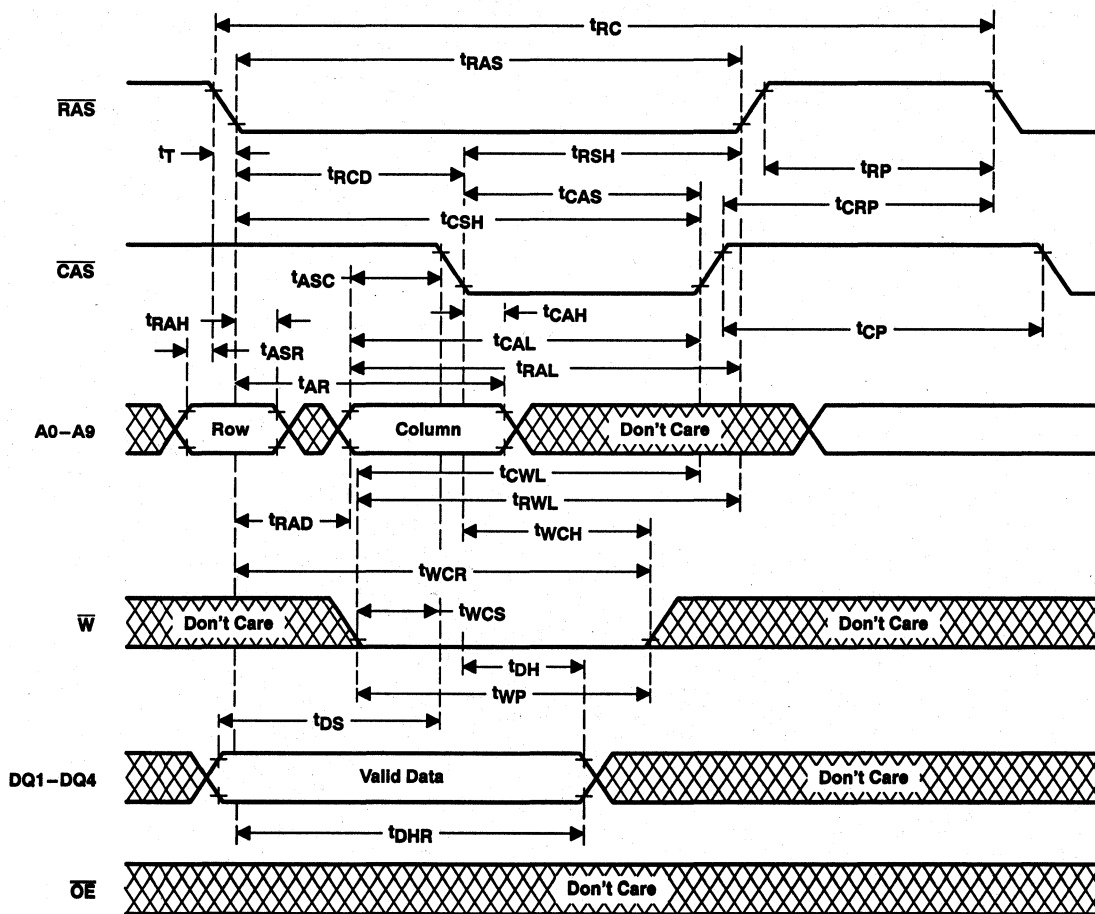 tRC
tRAS
RAS
tT
tRSH
tRCD
tRP
tCAS
tCRP
tCSH
CAS
tASC
tCAH
tRAH
tCP
tCAL
tASR
tRAL
tAR
A0–A9
Row
Column
Don't Care
tCWL
tRWL
tRAD
tWCH
tWCR
W
Don't Care
tWCS
Don't Care
tDH
tWP
tDS
DQ1–DQ4
Valid Data
Don't Care
tDHR
OE
Don't Care